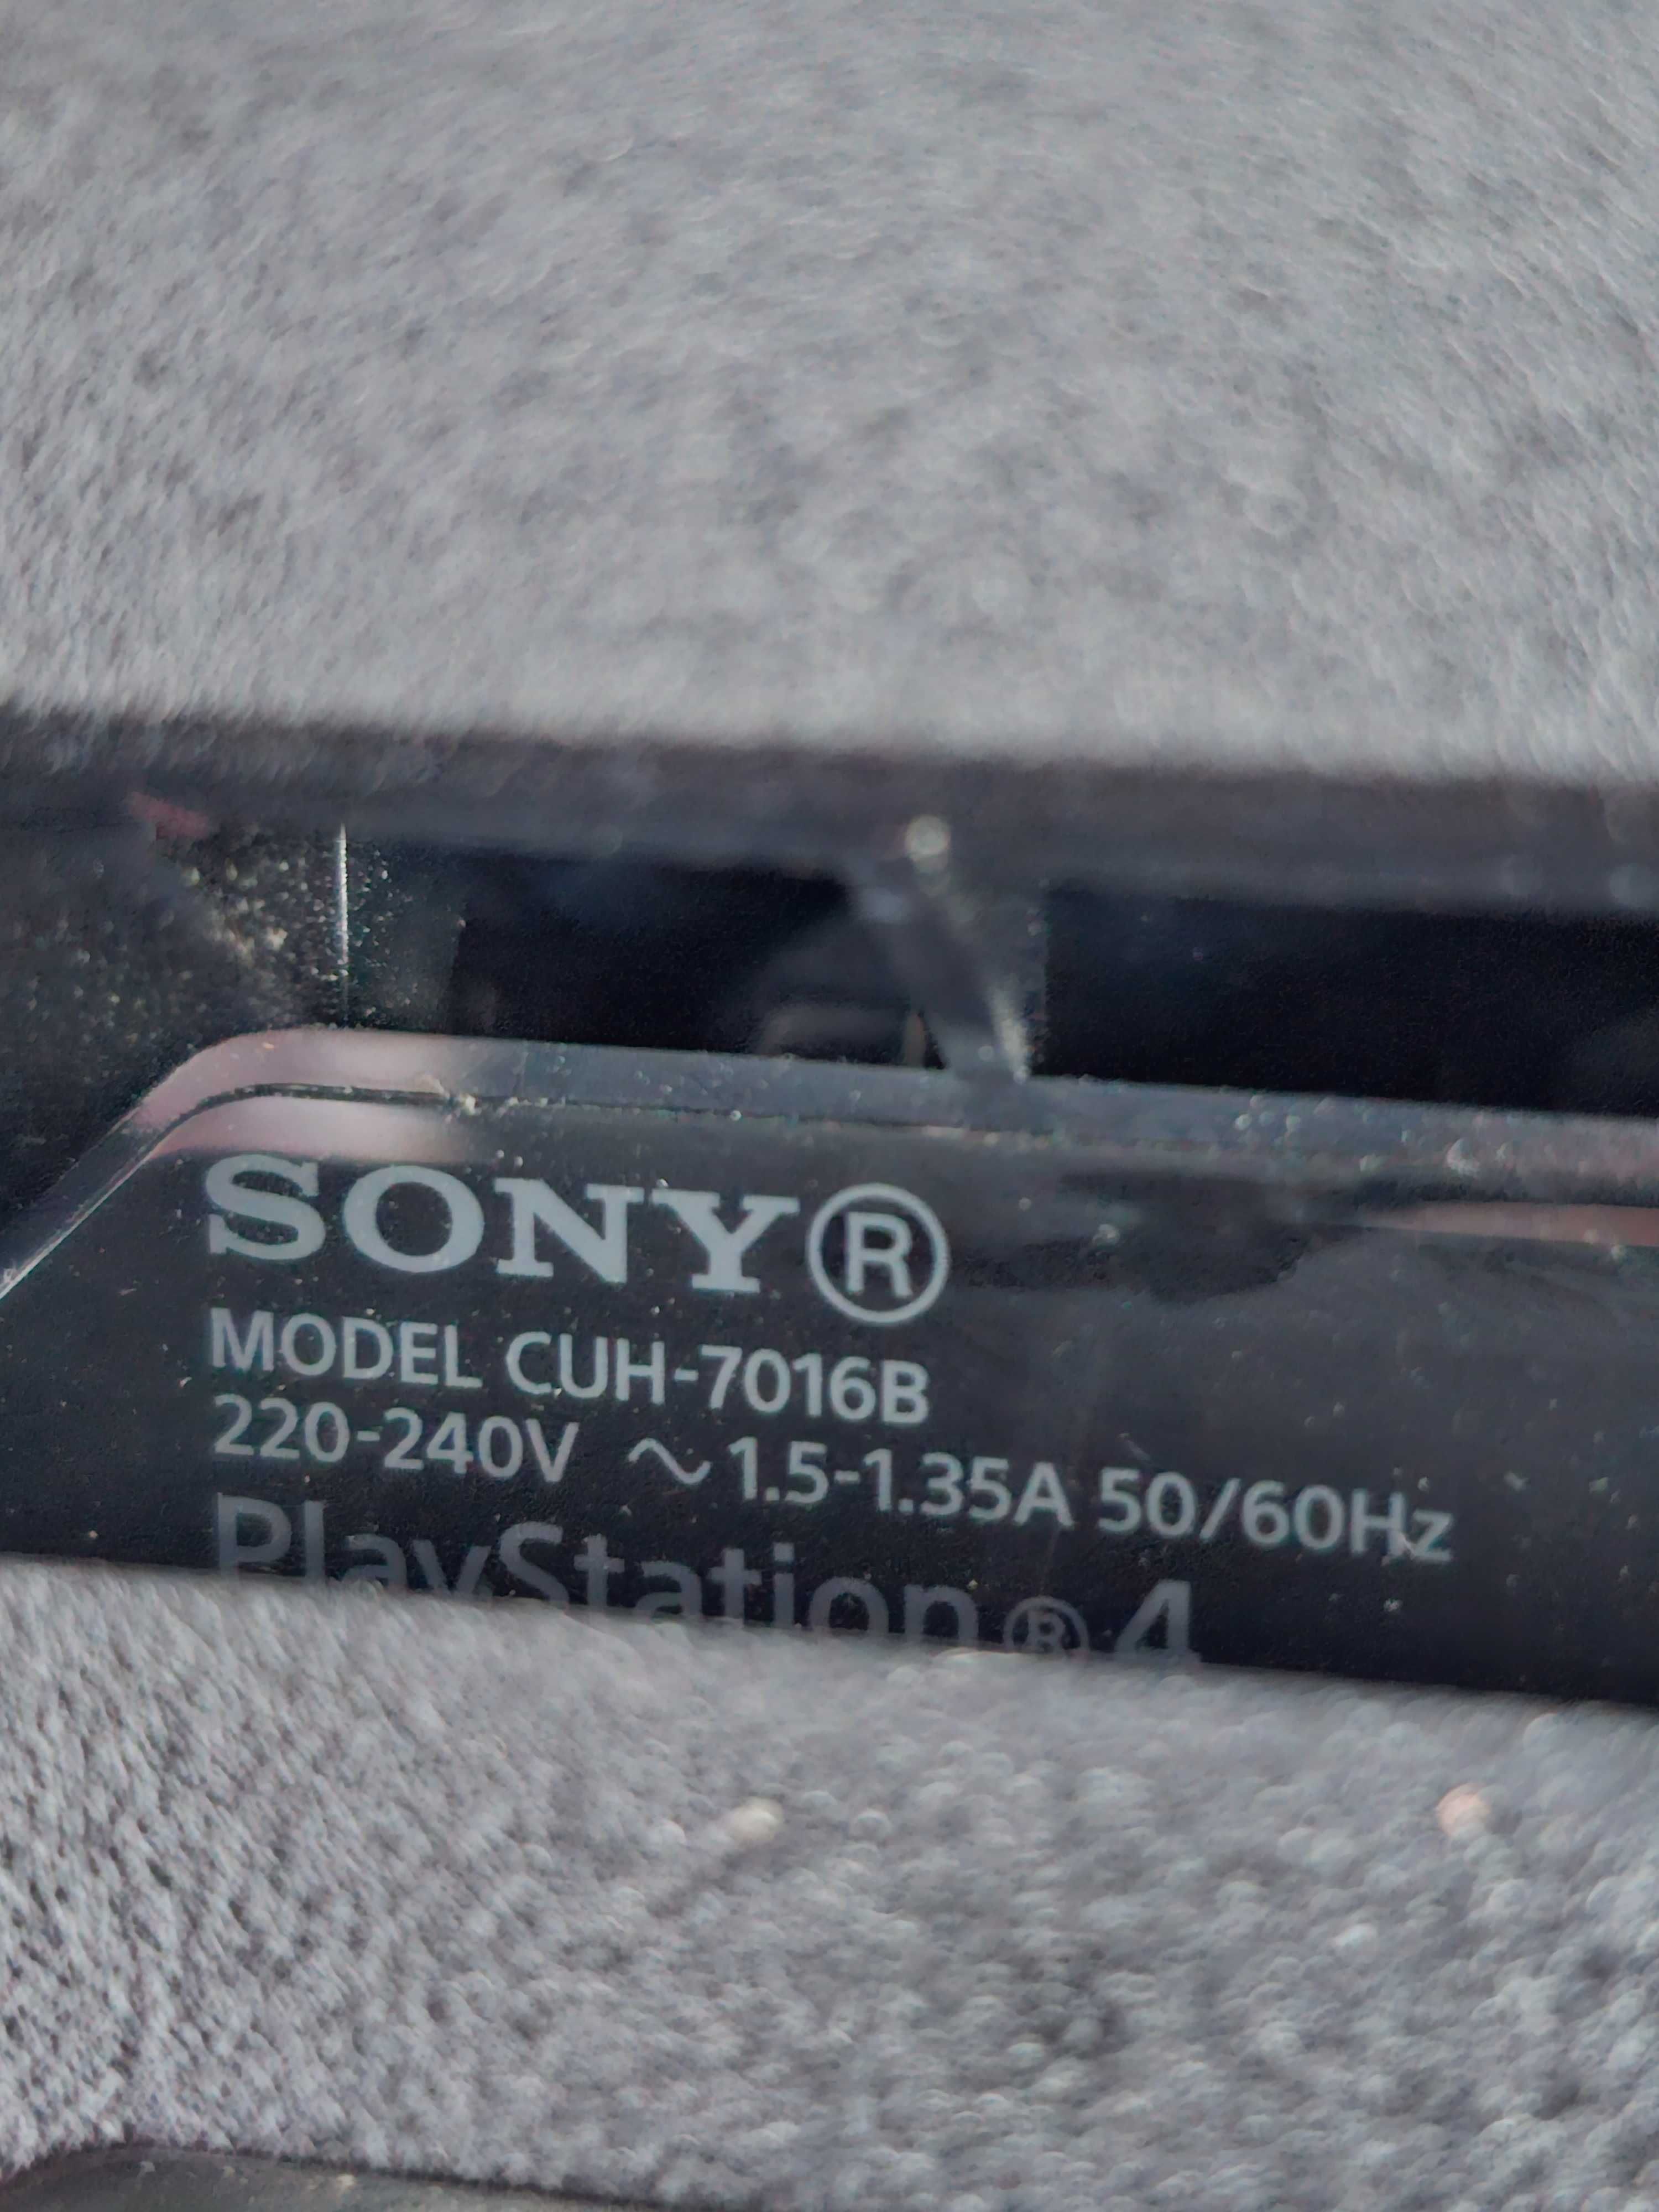 SONY®
MODEL CUH-7016B
220-240V ∼ 1.5-1.35A 50/60Hz
PlayStation®4